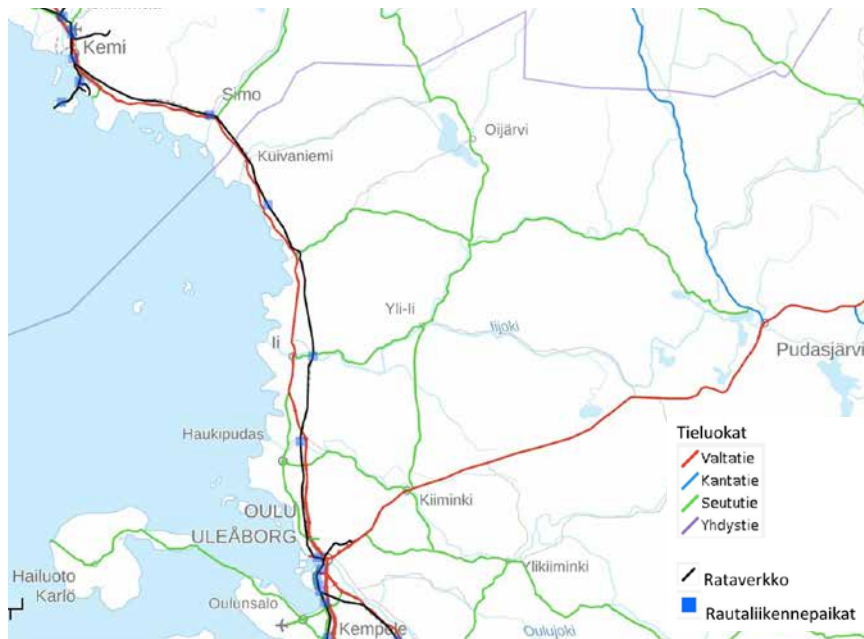 Kemi
Simo
Oijärvi
Kuivaniemi
Yli-Ii
Iijoki
Ii
Pudasjärvi
Haukipudas
Kiiminki
OULU
ULEÅBORG
Ylikiiminki
Hailuoto
Karlö
Oulunsalo
Kempele
Oulujoki
Tieluokat
Valtatie
Kantatie
Seututie
Yhdystie
Rataverkko
Rautaliikennepaikat